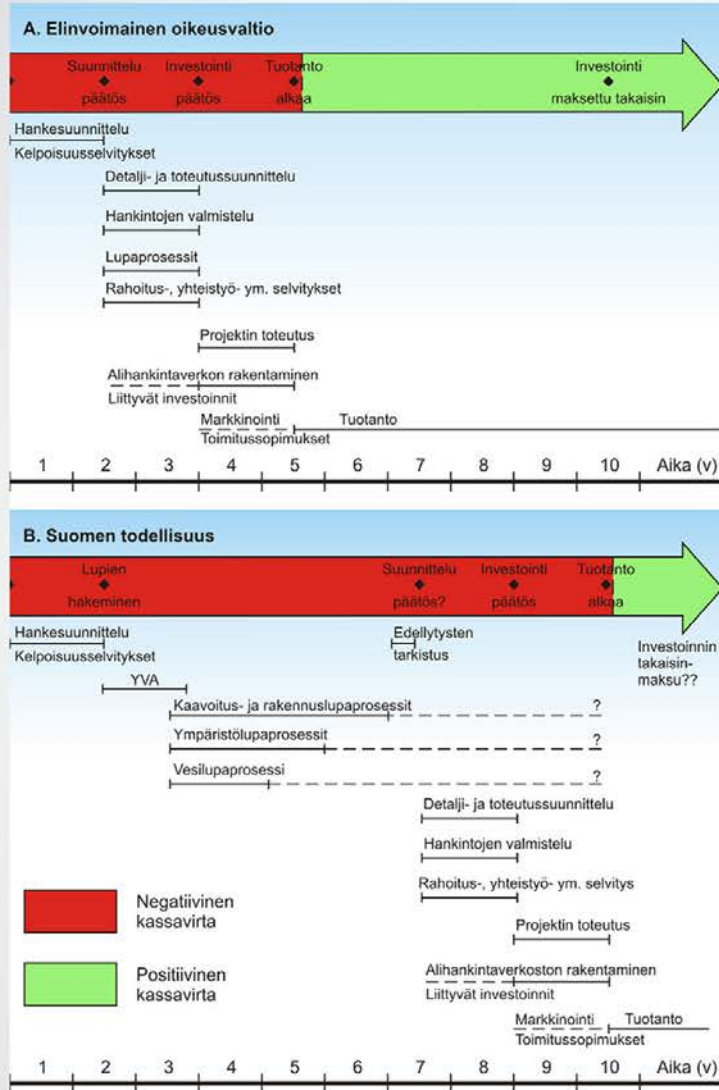 A. Elinvoimainen oikeusvaltio
Suunnittelu Investointi Tuotanto Investointi
päätös päätös alkaa maksettu takaisin
Hankesuunnittelu
Kelpoisuusselvitykset
Detalji- ja toteutussuunnittelu
Hankintojen valmistelu
Lupaprosessit
Rahoitus-, yhteistyö- ym. selvitykset
Projektin toteutus
Alihankintaverkon rakentaminen
Liittyvät investoinnit
Markkinointi Tuotanto
Toimitussopimukset
1 2 3 4 5 6 7 8 9 10 Aika (v)
B. Suomen todellisuus
Lupien Suunnittelu Investointi Tuotanto
hakeminen päätös? päätös alkaa
Hankesuunnittelu Edellytysten
Kelpoisuusselvitykset tarkistus
Investoinnin
takaisin-
maksu??
YVA
Kaavoitus- ja rakennuslupaprosessit ?
Ympäristölupaprosessit ?
Vesilupaprosessi ?
Detalji- ja toteutussuunnittelu
Hankintojen valmistelu
Rahoitus-, yhteistyö- ym. selvitys
Negatiivinen
kassavirta
Projektin toteutus
Alihankintaverkoston rakentaminen
Liittyvät investoinnit
Positiivinen
kassavirta
Markkinointi Tuotanto
Toimitussopimukset
1 2 3 4 5 6 7 8 9 10 Aika (v)